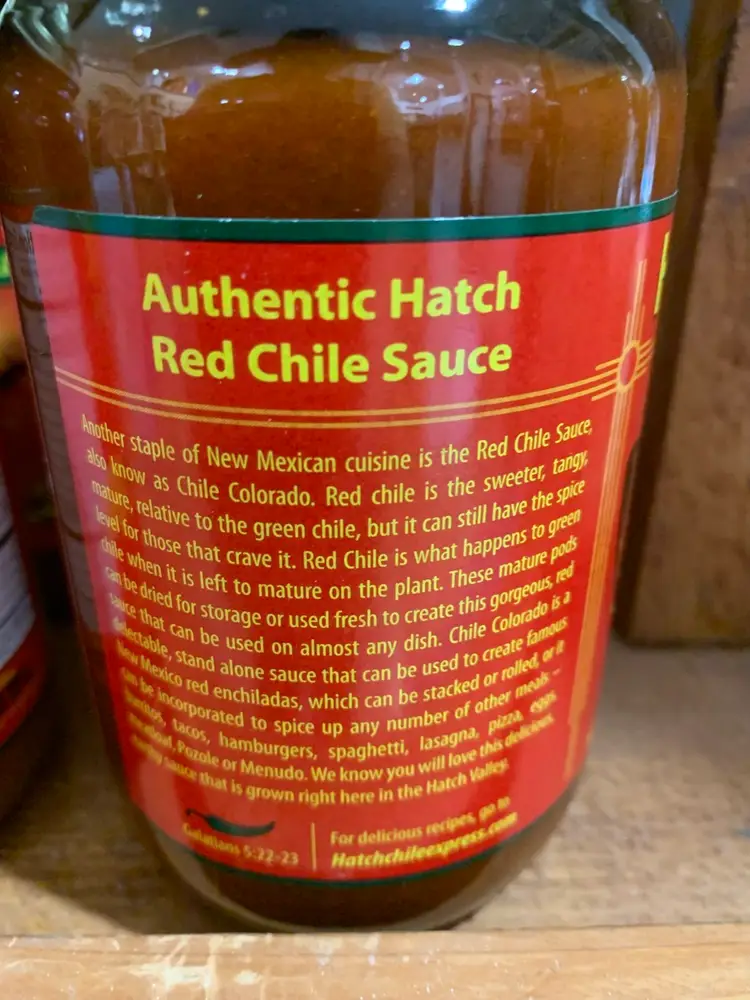 Authentic Hatch
Red Chile Sauce
Another staple of New Mexican cuisine is the Red Chile Sauce,
also know as Chile Colorado. Red chile is the sweeter, tangy,
mature, relative to the green chile, but it can still have the spice
level for those that crave it. Red Chile is what happens to green
chile when it is left to mature on the plant. These mature pods
can be dried for storage or used fresh to create this gorgeous, red
sauce that can be used on almost any dish. Chile Colorado is a
delectable, stand alone sauce that can be used to create famous
New Mexico red enchiladas, which can be stacked or rolled, or it
can be incorporated to spice up any number of other meals –
burritos, tacos, hamburgers, spaghetti, lasagna, pizza, eggs,
meatloaf, Pozole or Menudo. We know you will love this delicious,
sauce that is grown right here in the Hatch Valley.
Galatians 5:22-23
For delicious recipes, go to
Hatchchileexpress.com